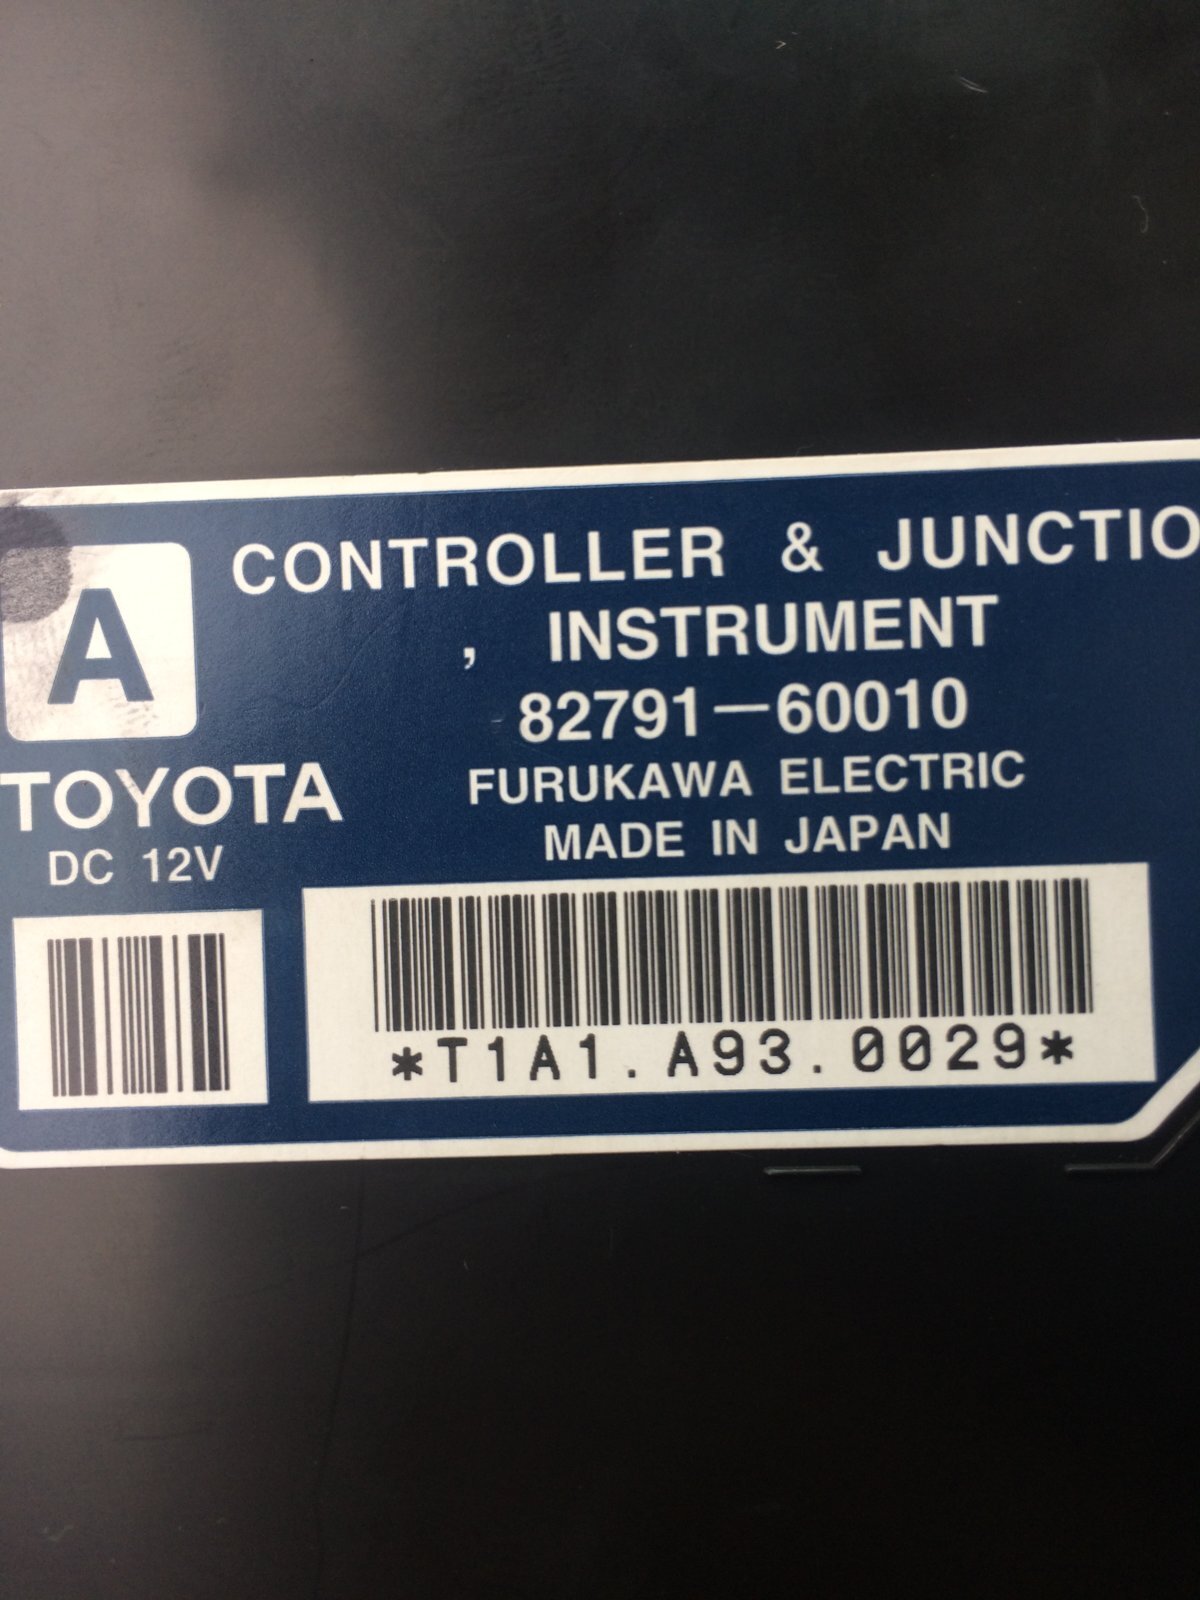 A
CONTROLLER & JUNCTIO
, INSTRUMENT
82791-60010
FURUKAWA ELECTRIC
MADE IN JAPAN
TOYOTA
DC 12V
*T1A1.A93.0029*